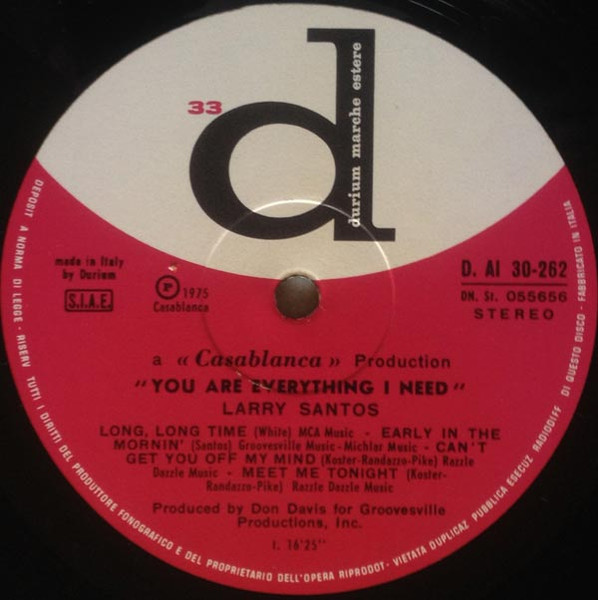 33
d
durium marche estere
made in Italy
by Durium
S.I.A.E.
P 1975
Casablanca
D. AI 30-262
DN. St. 055656
STEREO
a «Casablanca» Production
"YOU ARE EVERYTHING I NEED"
LARRY SANTOS
LONG, LONG TIME (White) MCA Music - EARLY IN THE
MORNIN' (Santos) Groovesville Music-Michlar Music - CAN'T
GET YOU OFF MY MIND (Koster-Randazzo-Pike) Razzle
Dazzle Music - MEET ME TONIGHT (Koster-
Randazzo-Pike) Razzle Dazzle Music
Produced by Don Davis for Groovesville
Productions, Inc.
I. 16'25''
DEPOSIT A NORMA DI LEGGE - RISERV TUTTI I DIRITTI DEL PRODUTTORE FONOGRAFICO E DEL PROPRIETARIO DELL'OPERA RIPRODOT - VIETATA DUPLICAZ PUBBLICA ESECUZ RADIODIFF DI QUESTO DISCO - FABBRICATO IN ITALIA